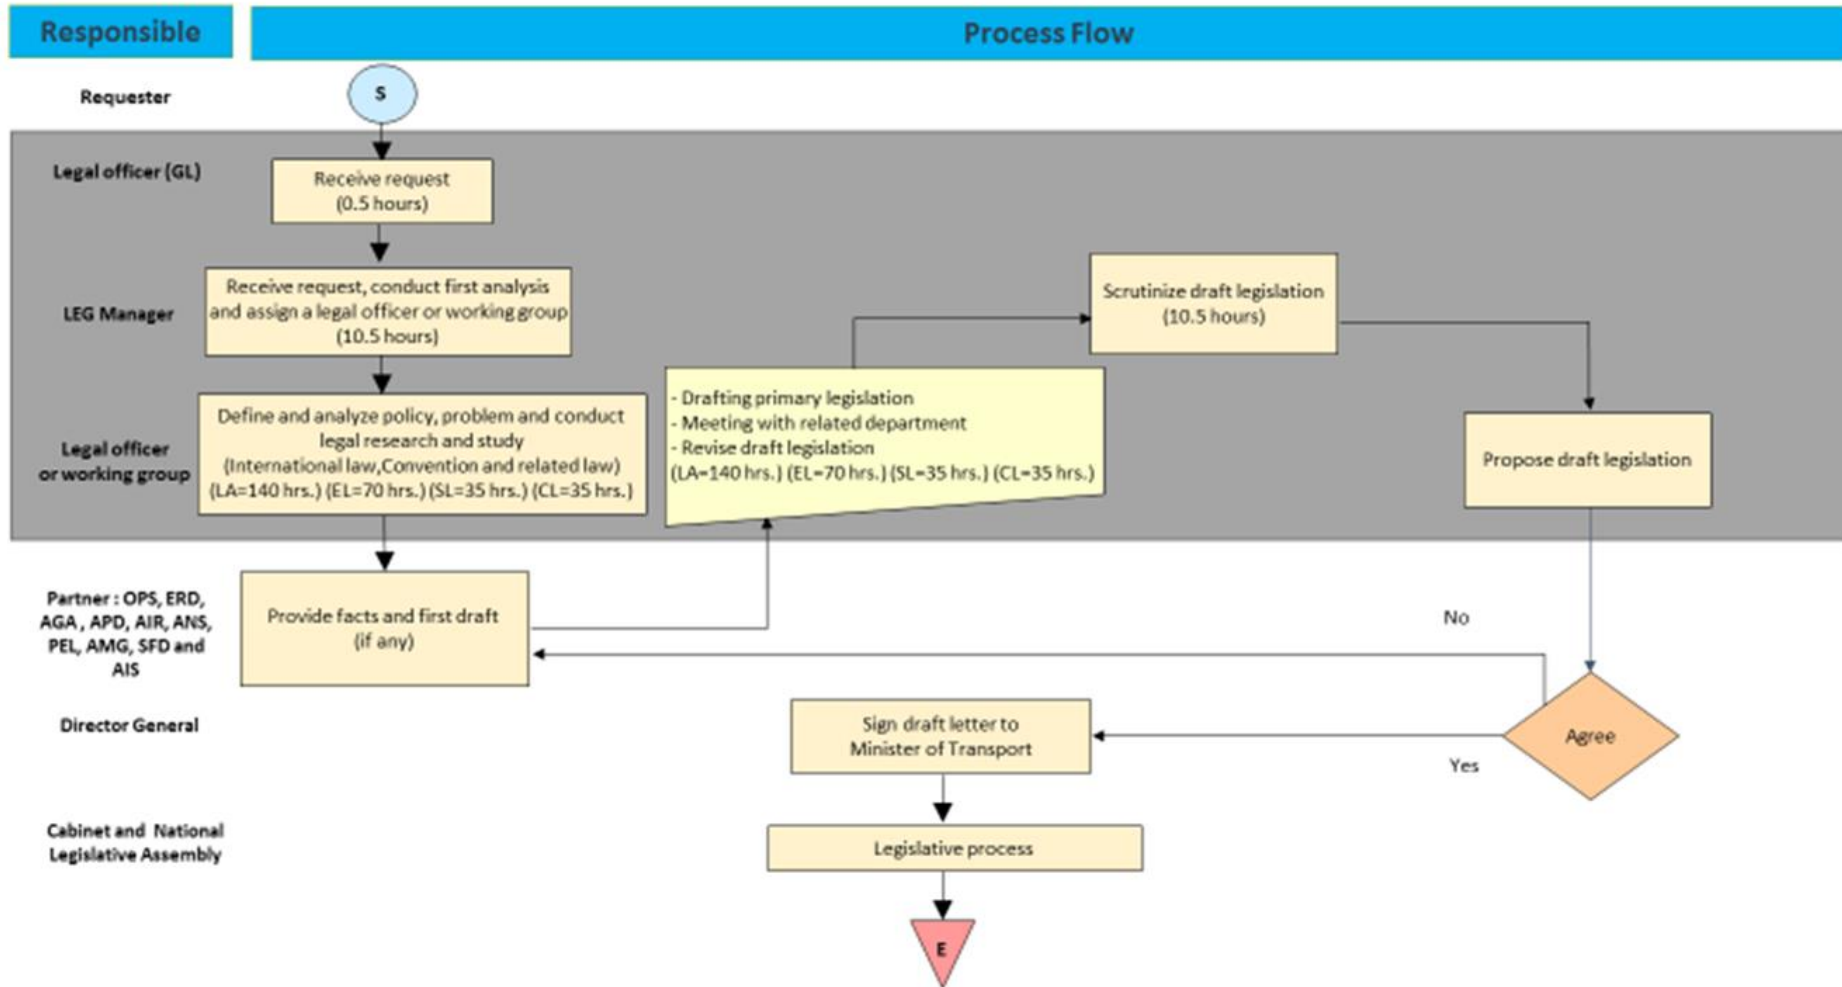 Responsible
Process Flow
Requester
S
Legal officer (GL)
Receive request
(0.5 hours)
LEG Manager
Receive request, conduct first analysis
and assign a legal officer or working group
(10.5 hours)
Scrutinize draft legislation
(10.5 hours)
Legal officer
or working group
Define and analyze policy, problem and conduct
legal research and study
(International law,Convention and related law)
(LA=140 hrs.) (EL=70 hrs.) (SL=35 hrs.) (CL=35 hrs.)
- Drafting primary legislation
- Meeting with related department
- Revise draft legislation
(LA=140 hrs.) (EL=70 hrs.) (SL=35 hrs.) (CL=35 hrs.)
Propose draft legislation
Partner : OPS, ERD,
AGA , APD, AIR, ANS,
PEL, AMG, SFD and
AIS
Provide facts and first draft
(if any)
No
Director General
Sign draft letter to
Minister of Transport
Agree
Yes
Cabinet and National
Legislative Assembly
Legislative process
E